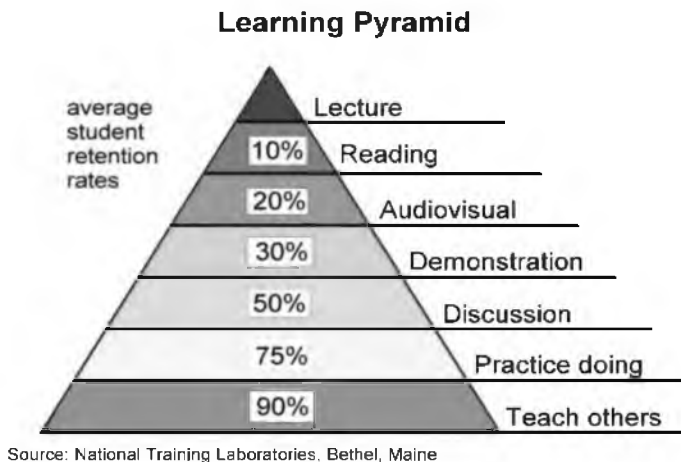 Learning Pyramid
average
student
retention
rates
Lecture
10% Reading
20% Audiovisual
30% Demonstration
50% Discussion
75% Practice doing
90% Teach others
Source: National Training Laboratories, Bethel, Maine